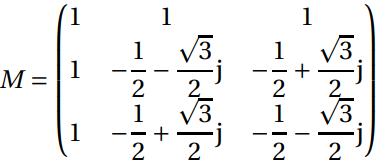 M = ( 1 1 1
1 −1/2 − √3/2 j −1/2 + √3/2 j
1 −1/2 + √3/2 j −1/2 − √3/2 j )